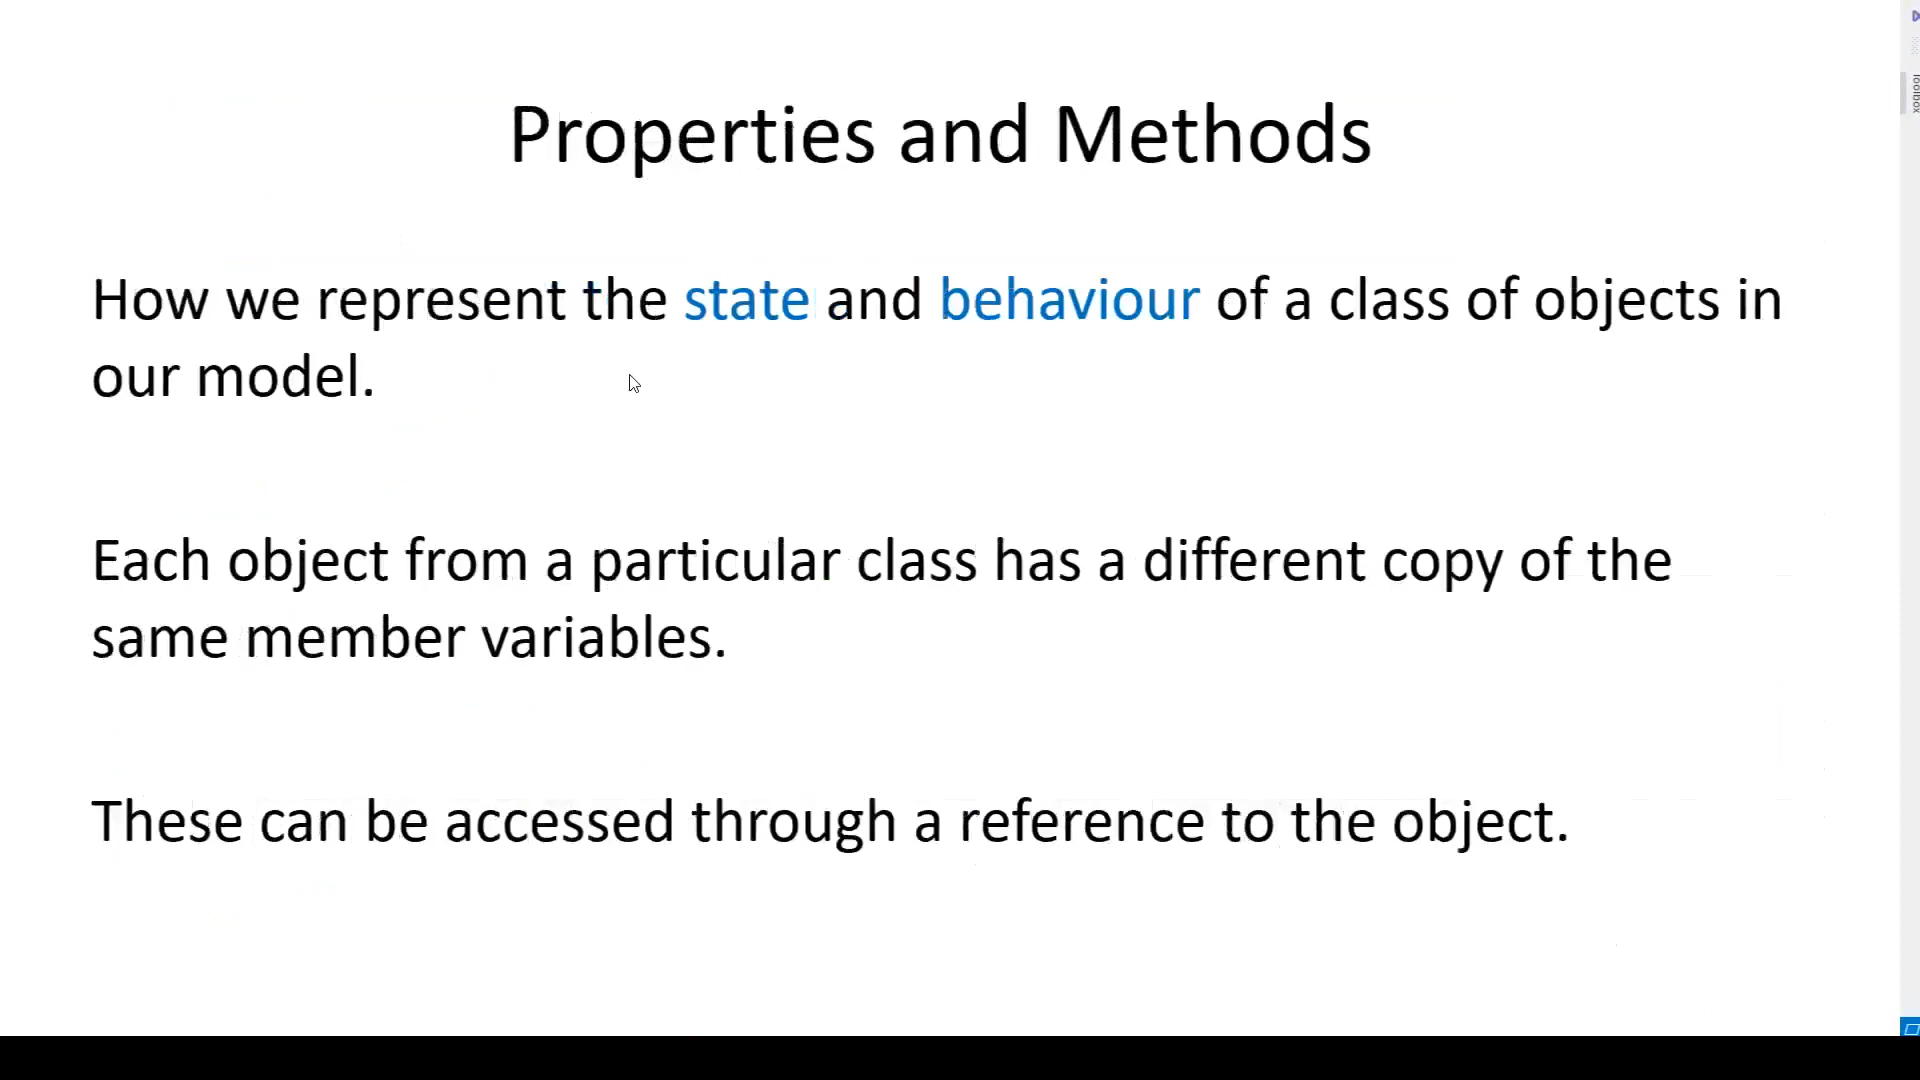 Properties and Methods
How we represent the state and behaviour of a class of objects in
our model.
Each object from a particular class has a different copy of the
same member variables.
These can be accessed through a reference to the object.
Toolbox